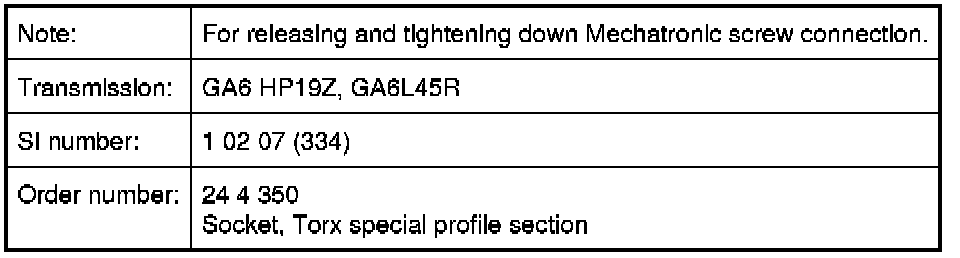 Note: For releasing and tightening down Mechatronic screw connection.
Transmission: GA6 HP19Z, GA6L45R
SI number: 1 02 07 (334)
Order number: 24 4 350
Socket, Torx special profile section